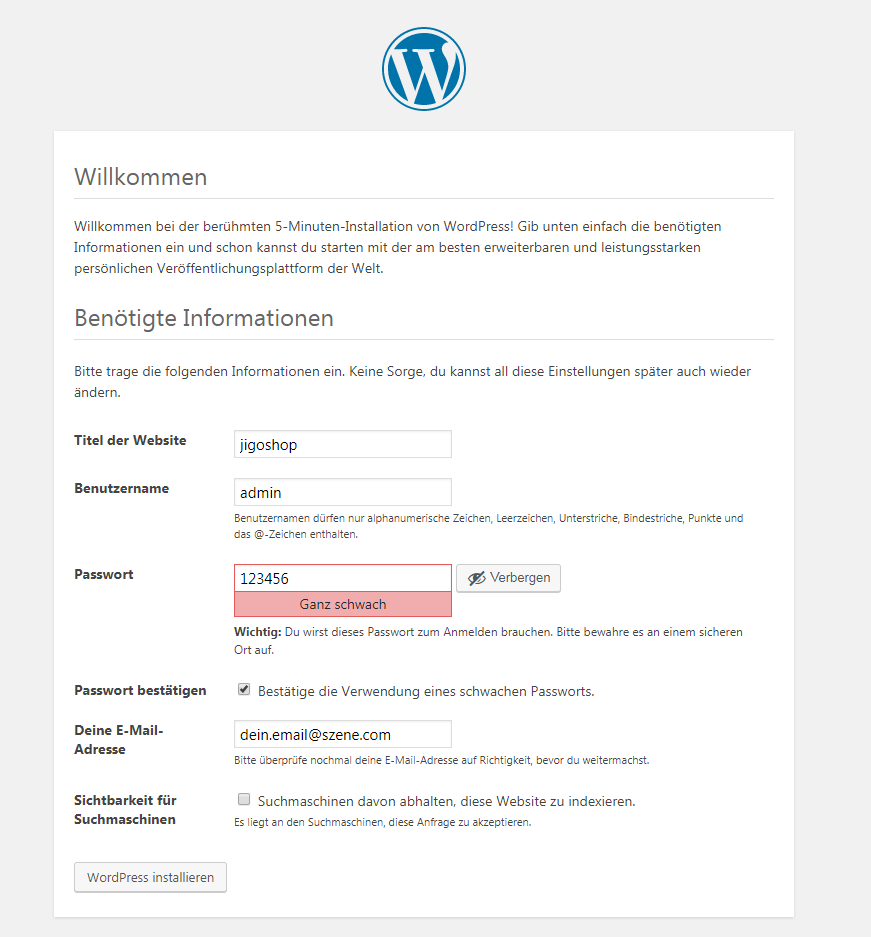 Willkommen
Willkommen bei der berühmten 5-Minuten-Installation von WordPress! Gib unten einfach die benötigten
Informationen ein und schon kannst du starten mit der am besten erweiterbaren und leistungsstarken
persönlichen Veröffentlichungsplattform der Welt.
Benötigte Informationen
Bitte trage die folgenden Informationen ein. Keine Sorge, du kannst all diese Einstellungen später auch wieder
ändern.
Titel der Website
jigoshop
Benutzername
admin
Benutzernamen dürfen nur alphanumerische Zeichen, Leerzeichen, Unterstriche, Bindestriche, Punkte und
das @-Zeichen enthalten.
Passwort
123456
Verbergen
Ganz schwach
Wichtig: Du wirst dieses Passwort zum Anmelden brauchen. Bitte bewahre es an einem sicheren
Ort auf.
Passwort bestätigen
Bestätige die Verwendung eines schwachen Passworts.
Deine E-Mail-
Adresse
dein.email@szene.com
Bitte überprüfe nochmal deine E-Mail-Adresse auf Richtigkeit, bevor du weitermachst.
Sichtbarkeit für
Suchmaschinen
Suchmaschinen davon abhalten, diese Website zu indexieren.
Es liegt an den Suchmaschinen, diese Anfrage zu akzeptieren.
WordPress installieren